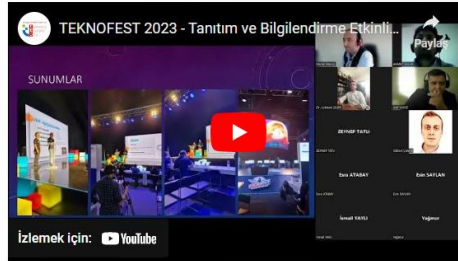 TEKNOFEST 2023 - Tanıtım ve Bilgilendirme Etkinli...
Paylaş
SUNUMLAR
ZEYNEP TATLI
Esra ATABAY
Esin SAYLAN
İsmail YAYLI
Yağmur
İzlemek için: YouTube